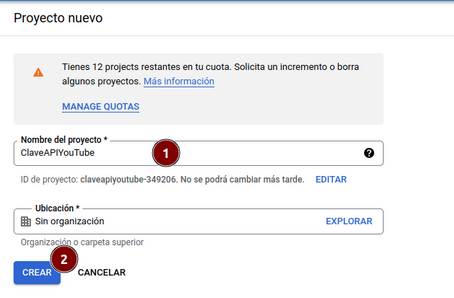 Proyecto nuevo
Tienes 12 projects restantes en tu cuota. Solicita un incremento o borra
algunos proyectos. Más información
MANAGE QUOTAS
Nombre del proyecto *
ClaveAPIYouTube
1
?
ID de proyecto: claveapiyoutube-349206. No se podrá cambiar más tarde. EDITAR
Ubicación *
Sin organización EXPLORAR
Organización o carpeta superior
2
CREAR CANCELAR